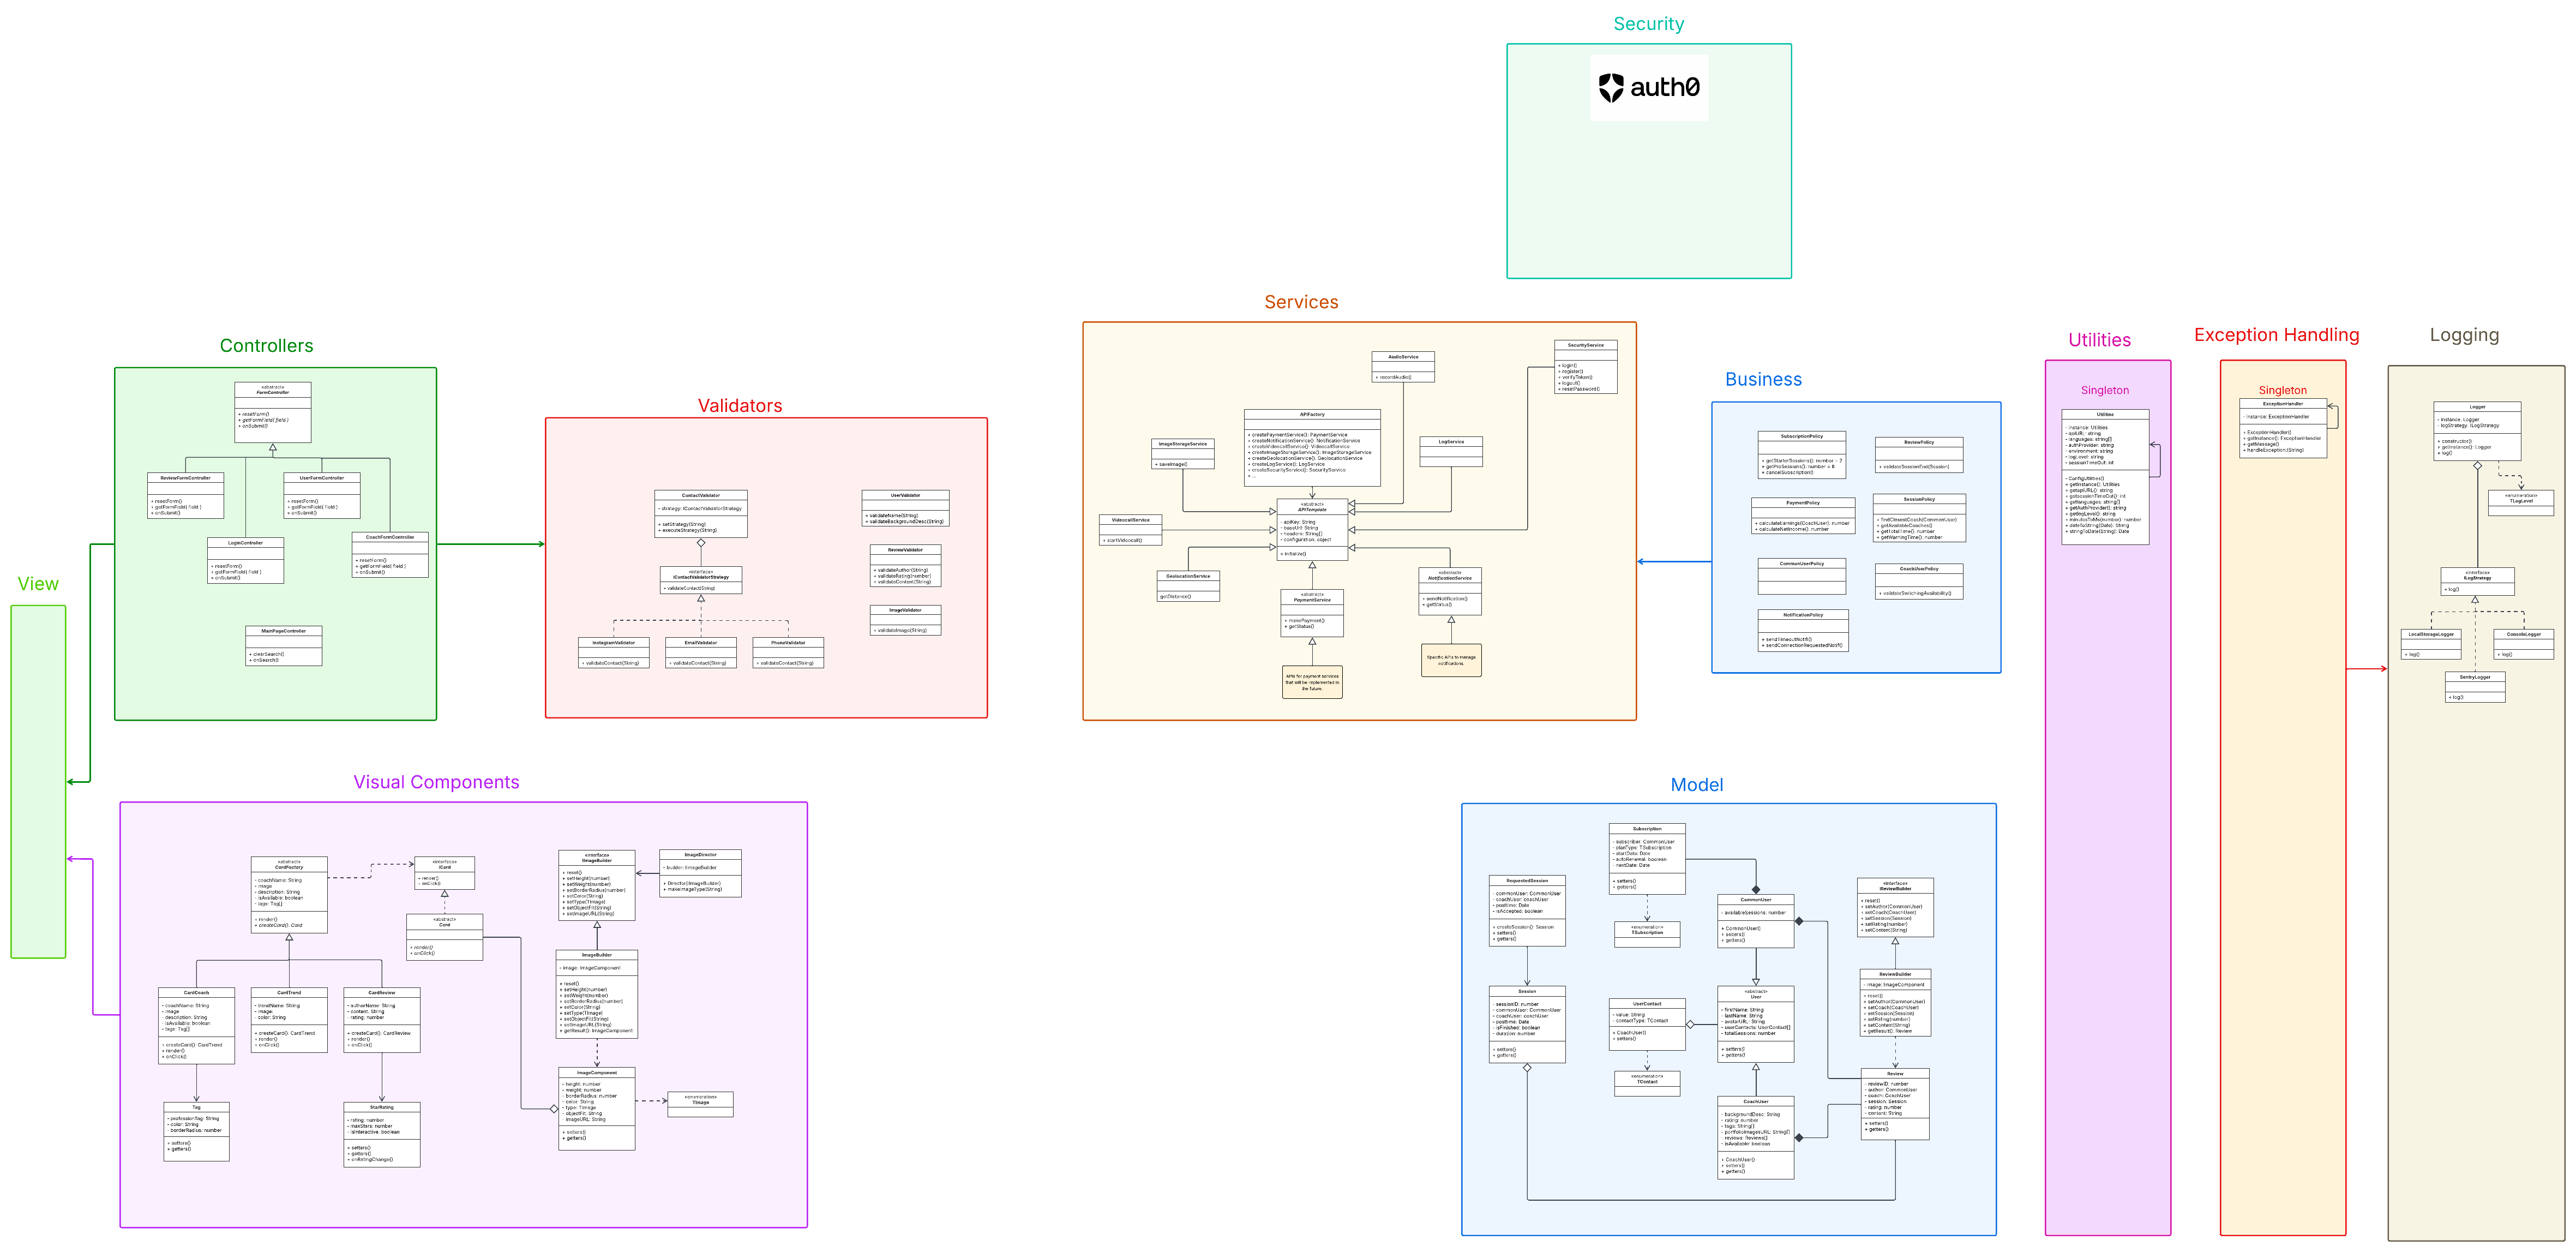 Security
auth0
Services
Controllers
«abstract»
FormController
+ resetForm()
+ getFormField( field )
+ onSubmit()
ReviewFormController
+ resetForm()
+ getFormField( field )
+ onSubmit()
UserFormController
+ resetForm()
+ getFormField( field )
+ onSubmit()
LoginController
+ resetForm()
+ getFormField( field )
+ onSubmit()
CoachFormController
+ resetForm()
+ getFormField( field )
+ onSubmit()
MainPageController
+ clearSearch()
+ onSearch()
Validators
ContactValidator
- strategy: IContactValidatorStrategy
+ setStrategy(String)
+ executeStrategy(String)
«interface»
IContactValidatorStrategy
+ validateContact(String)
InstagramValidator
+ validateContact(String)
EmailValidator
+ validateContact(String)
PhoneValidator
+ validateContact(String)
UserValidator
+ validateName(String)
+ validateBackgroundDesc(String)
ReviewValidator
+ validateAuthor(String)
+ validateRating(number)
+ validateContent(String)
ImageValidator
+ validateImage(String)
AudioService
+ recordAudio()
SecurityService
+ login()
+ register()
+ verifyToken()
+ logout()
+ resetPassword()
APIFactory
+ createPaymentService(): PaymentService
+ createNotificationService(): NotificationService
+ createVideocallService(): VideocallService
+ createImageStorageService(): ImageStorageService
+ createGeolocationService(): GeolocationService
+ createLogService(): LogService
+ createSecurityService(): SecurityService
+ ...
ImageStorageService
+ saveImage()
LogService
«abstract»
APITemplate
- apiKey: String
- baseUrl: String
- headers: String[]
- configuration: object
+ initialize()
VideocallService
+ startVideocall()
GeolocationService
getDistance()
«abstract»
PaymentService
+ makePayment()
+ getStatus()
«abstract»
NotificationService
+ sendNotification()
+ getStatus()
APIs for payment services
that will be implemented in
the future.
Specific APIs to manage
notifications.
Business
SubscriptionPolicy
+ getStarterSessions(): number
+ getProSessions(): number = 8
+ cancelSubscription()
ReviewPolicy
+ validateSessionEnd(Session)
PaymentPolicy
+ calculateEarnings(CoachUser): number
+ calculateNetIncome(): number
SessionPolicy
+ findClosestCoach(CommonUser)
+ getAvailableCoaches()
+ getTotalTime(): number
+ getWarningTime(): number
CommonUserPolicy
CoachUserPolicy
+ validateSwitchingAvailability()
NotificationPolicy
+ sendTimeoutNotif()
+ sendConnectionRequestedNotif()
Utilities
Singleton
Utilities
- instance: Utilities
- apiURL: string
- languages: string[]
- authProvider: string
- environment: string
- logLevel: string
- sessionTimeOut: int
- ConfigUtilities()
+ getInstance(): Utilities
+ getapiURL(): string
+ getsessionTimeOut(): int
+ getlanguages: string[]
+ getAuthProvider(): string
+ getlogLevel(): string
+ minutesToMs(number): number
+ dateToString(Date): String
+ stringToDate(String): Date
Exception Handling
Singleton
ExceptionHandler
- instance: ExceptionHandler
+ ExceptionHandler()
+ getInstance(): ExceptionHandler
+ getMessage()
+ handleException:(String)
Logging
Logger
- instance: Logger
- logStrategy: ILogStrategy
+ constructor()
+ getInstance(): Logger
+ log()
«enumeration»
TLogLevel
«interface»
ILogStrategy
+ log()
LocalStorageLogger
+ log()
ConsoleLogger
+ log()
SentryLogger
+ log()
View
Visual Components
«abstract»
CardFactory
- coachName: String
- image
- description: String
- isAvailable: boolean
- tags: Tag[]
+ render()
+ createCard(): Card
«interface»
ICard
+ render()
- onClick()
«abstract»
Card
+ render()
+ onClick()
CardCoach
- coachName: String
- image
- description: String
- isAvailable: boolean
- tags: Tag[]
+ createCard(): CardTrend
+ render()
+ onClick()
CardTrend
- trendName: String
- image:
- color: String
+ createCard(): CardTrend
+ render()
+ onClick()
CardReview
- authorName: String
- content: String
- rating: number
+ createCard(): CardReview
+ render()
+ onClick()
Tag
- professionTag: String
- color: String
- borderRadius: number
+ setters()
+ getters()
StarRating
- rating: number
- maxStars: number
- isInteractive: boolean
+ setters()
+ getters()
+ onRatingChange()
«interface»
IImageBuilder
+ reset()
+ setHeight(number)
+ setWeight(number)
+ setBorderRadius(number)
+ setColor(String)
+ setType(TImage)
+ setObjectFit(String)
+ setImageURL(String)
ImageDirector
- builder: IImageBuilder
+ Director(IImageBuilder)
+ makeImageType(String)
ImageBuilder
- image: ImageComponent
+ reset()
+ setHeight(number)
+ setWeight(number)
+ setBorderRadius(number)
+ setColor(String)
+ setType(TImage)
+ setObjectFit(String)
+ setImageURL(String)
+ getResult(): ImageComponent
ImageComponent
- height: number
- weight: number
- borderRadius: number
- color: String
- type: TImage
- objectFit: String
- imageURL: String
+ setters()
+ getters()
«enumeration»
TImage
Model
Subscription
- subscriber: CommonUser
- planType: TSubscription
- startDate: Date
- autoRenewal: boolean
- nextDate: Date
+ setters()
+ getters()
«enumeration»
TSubscription
RequestedSession
- commonUser: CommonUser
- coachUser: coachUser
- posttime: Date
- isAccepted: boolean
+ createSession(): Session
+ setters()
+ getters()
CommonUser
- availableSessions: number
+ CommonUser()
+ setters()
+ getters()
«interface»
IReviewBuilder
+ reset()
+ setAuthor(CommonUser)
+ setCoach(CoachUser)
+ setSession(Session)
+ setRating(number)
+ setContent(String)
Session
- sessionID: number
- commonUser: CommonUser
- coachUser: coachUser
- posttime: Date
- isFinished: boolean
- duration: number
+ setters()
+ getters()
UserContact
- value: String
- contactType: TContact
+ CoachUser()
+ setters()
«enumeration»
TContact
«abstract»
User
- firstName: String
- lastName: String
- avatarURL: String
- userContacts: UserContact[]
- totalSessions: number
+ setters()
+ getters()
ReviewBuilder
- image: ImageComponent
+ reset()
+ setAuthor(CommonUser)
+ setCoach(CoachUser)
+ setSession(Session)
+ setRating(number)
+ setContent(String)
+ getResult(): Review
CoachUser
- backgroundDesc: String
- rating: number
- tags: String[]
- portfolioImagesURL: String[]
- reviews: Reviews[]
- isAvailable: boolean
+ CoachUser()
+ setters()
+ getters()
Review
- reviewID: number
- author: CommonUser
- coach: CoachUser
- session: Session
- rating: number
- content: String
+ setters()
+ getters()